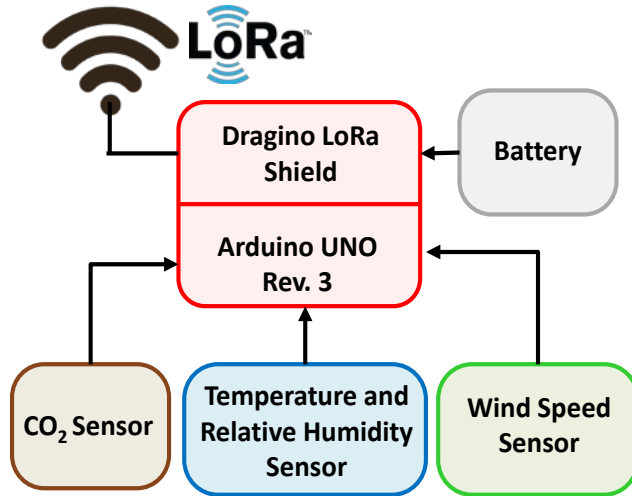 LoRa™
Dragino LoRa
Shield
Battery
Arduino UNO
Rev. 3
CO₂ Sensor
Temperature and
Relative Humidity
Sensor
Wind Speed
Sensor